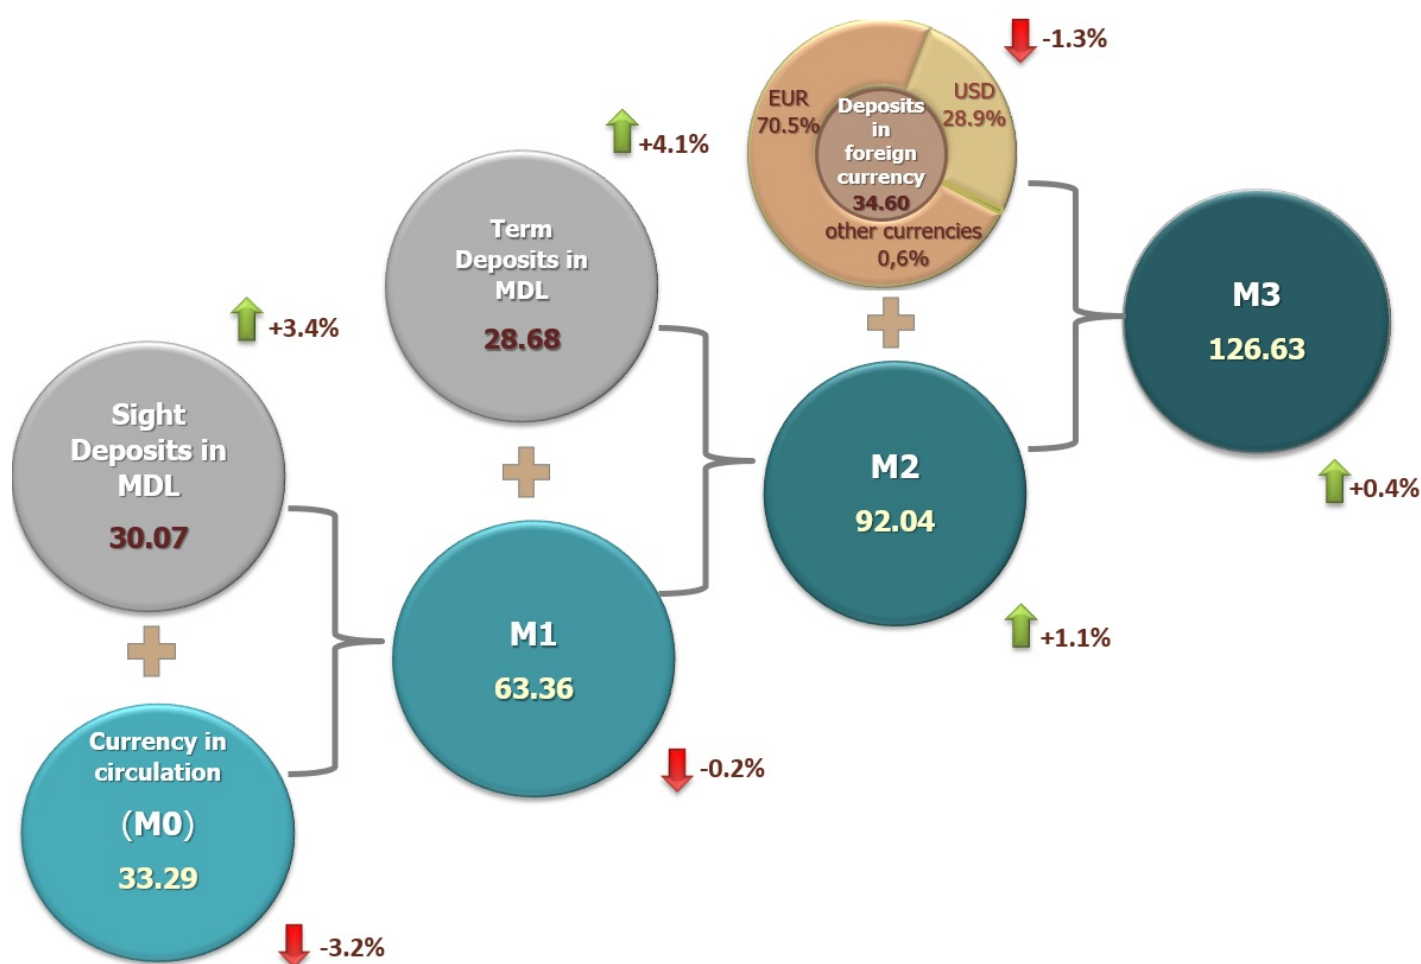 Sight
Deposits in
MDL
30.07
+3.4%
Currency in
circulation
(M0)
33.29
-3.2%
Term
Deposits in
MDL
28.68
+4.1%
M1
63.36
-0.2%
EUR
70.5%
USD
28.9%
other currencies
0,6%
Deposits
in
foreign
currency
34.60
-1.3%
M2
92.04
+1.1%
M3
126.63
+0.4%